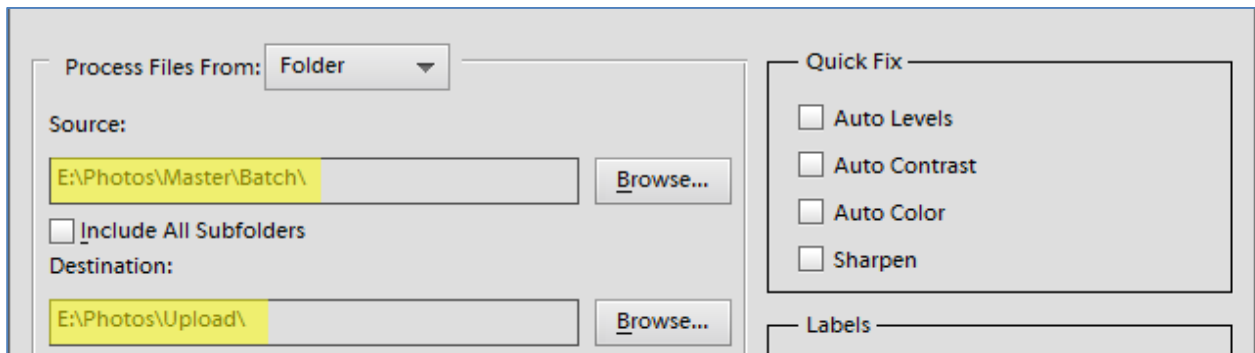 Process Files From: Folder
Source:
E:\Photos\Master\Batch\
Browse...
Include All Subfolders
Destination:
E:\Photos\Upload\
Browse...
Quick Fix
Auto Levels
Auto Contrast
Auto Color
Sharpen
Labels